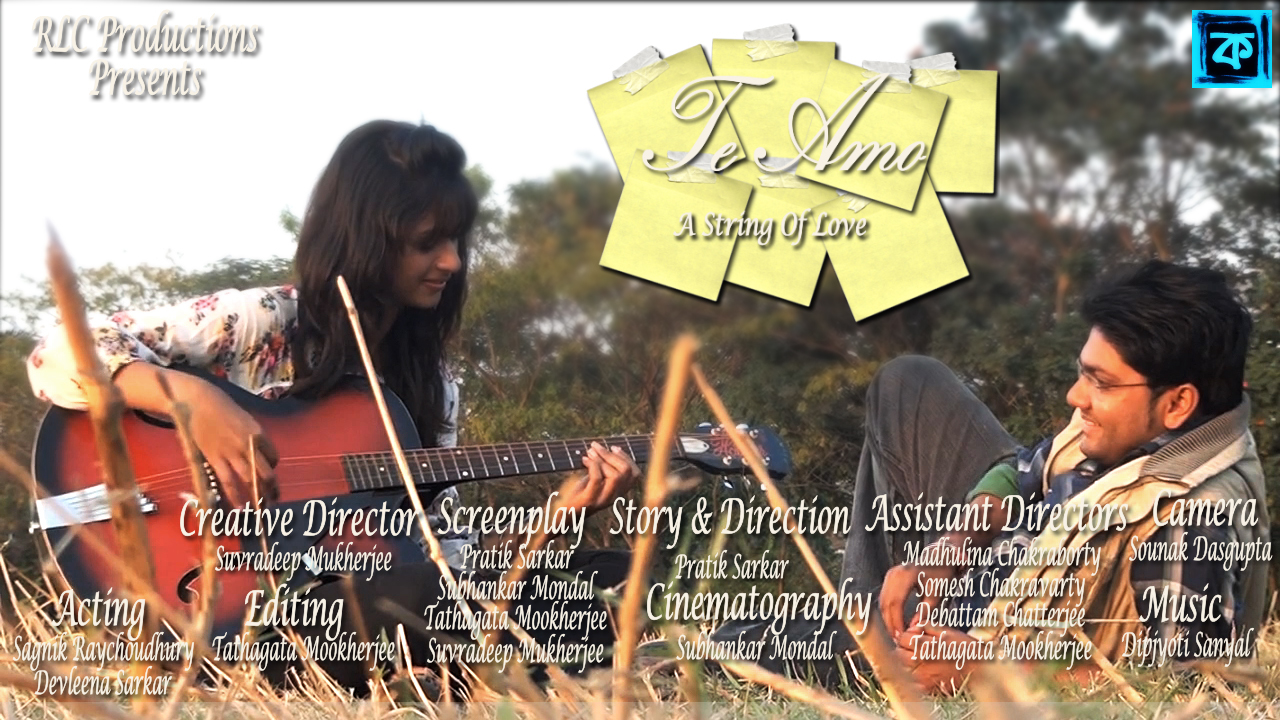 RLC Productions
Presents
ক
Te Amo
A String Of Love
Creative Director
Suvradeep Mukherjee
Screenplay
Pratik Sarkar
Subhankar Mondal
Tathagata Mookherjee
Suvradeep Mukherjee
Story & Direction
Pratik Sarkar
Assistant Directors
Madhulina Chakraborty
Somesh Chakravarty
Debattam Chatterjee
Tathagata Mookherjee
Camera
Sounak Dasgupta
Acting
Sagnik Raychoudhury
Devleena Sarkar
Editing
Tathagata Mookherjee
Cinematography
Subhankar Mondal
Music
Dipjyoti Sanyal